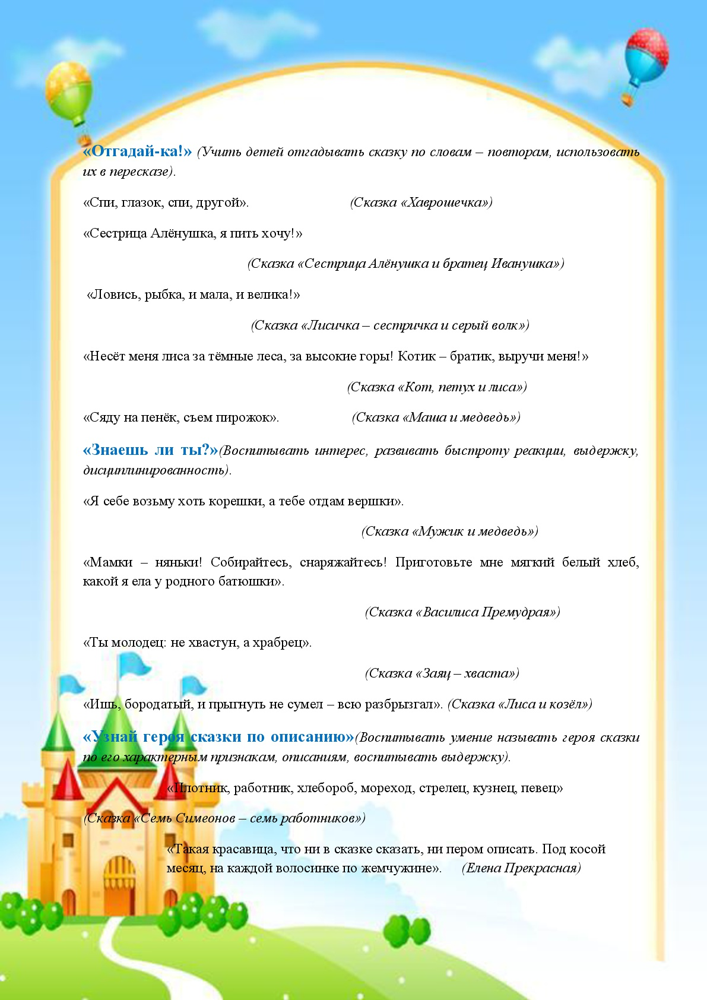 «Отгадай-ка!» (Учить детей отгадывать сказку по словам – повторам, использовать
их в пересказе).
«Спи, глазок, спи, другой». (Сказка «Хаврошечка»)
«Сестрица Алёнушка, я пить хочу!»
(Сказка «Сестрица Алёнушка и братец Иванушка»)
«Ловись, рыбка, и мала, и велика!»
(Сказка «Лисичка – сестричка и серый волк»)
«Несёт меня лиса за тёмные леса, за высокие горы! Котик – братик, выручи меня!»
(Сказка «Кот, петух и лиса»)
«Сяду на пенёк, съем пирожок». (Сказка «Маша и медведь»)
«Знаешь ли ты?»(Воспитывать интерес, развивать быстроту реакции, выдержку,
дисциплинированность).
«Я себе возьму хоть корешки, а тебе отдам вершки».
(Сказка «Мужик и медведь»)
«Мамки – няньки! Собирайтесь, снаряжайтесь! Приготовьте мне мягкий белый хлеб,
какой я ела у родного батюшки».
(Сказка «Василиса Премудрая»)
«Ты молодец: не хвастун, а храбрец».
(Сказка «Заяц – хваста»)
«Ишь, бородатый, и прыгнуть не сумел – всю разбрызгал». (Сказка «Лиса и козёл»)
«Узнай героя сказки по описанию»(Воспитывать умение называть героя сказки
по его характерным признакам, описаниям, воспитывать выдержку).
«Плотник, работник, хлебороб, мореход, стрелец, кузнец, певец»
(Сказка «Семь Симеонов – семь работников»)
«Такая красавица, что ни в сказке сказать, ни пером описать. Под косой
месяц, на каждой волосинке по жемчужине». (Елена Прекрасная)